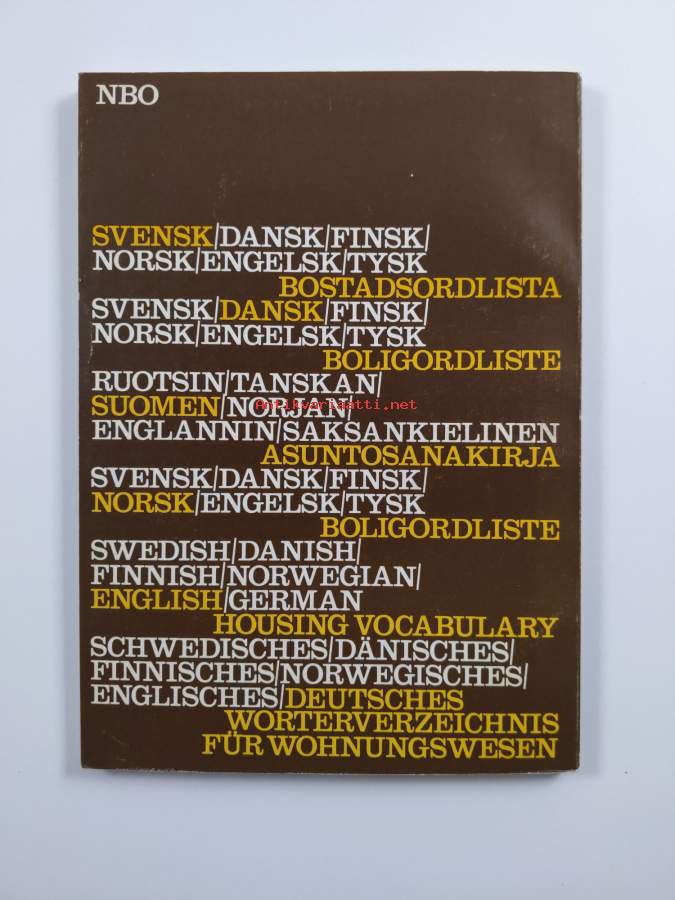 NBO
SVENSK/DANSK/FINSK/
NORSK/ENGELSK/TYSK
BOSTADSORDLISTA
SVENSK/DANSK/FINSK/
NORSK/ENGELSK/TYSK
BOLIGORDLISTE
RUOTSIN/TANSKAN/
SUOMEN/NORJAN/
Antikvariaatti.net
ENGLANNIN/SAKSANKIELINEN
ASUNTOSANAKIRJA
SVENSK/DANSK/FINSK/
NORSK/ENGELSK/TYSK
BOLIGORDLISTE
SWEDISH/DANISH/
FINNISH/NORWEGIAN/
ENGLISH/GERMAN
HOUSING VOCABULARY
SCHWEDISCHES/DÄNISCHES/
FINNISCHES/NORWEGISCHES/
ENGLISCHES/DEUTSCHES
WORTERVERZEICHNIS
FÜR WOHNUNGSWESEN